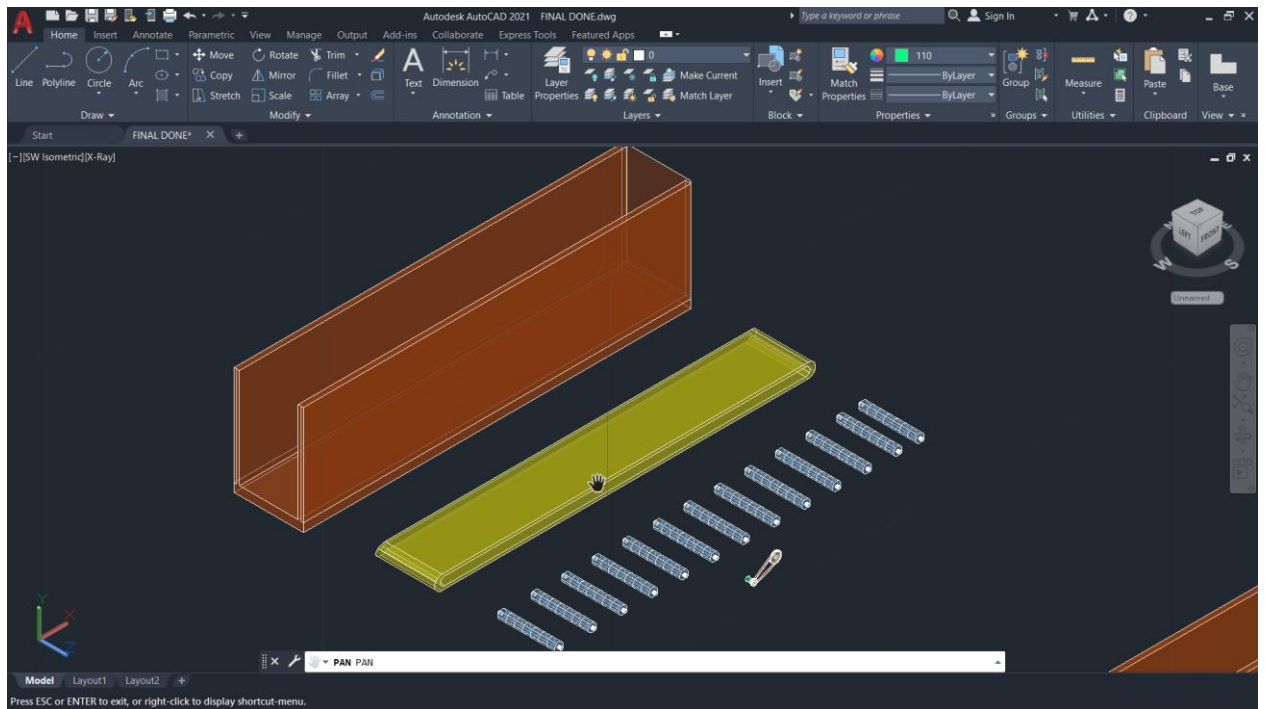 Autodesk AutoCAD 2021 FINAL DONE.dwg
Type a keyword or phrase
Sign In
Home Insert Annotate Parametric View Manage Output Add-ins Collaborate Express Tools Featured Apps
Line Polyline Circle Arc
Move Rotate Trim
Copy Mirror Fillet
Stretch Scale Array
Text Dimension
Table
Layer Properties
0
Make Current
Match Layer
Insert
Match Properties
110
ByLayer
ByLayer
Group
Measure
Paste
Base
Draw Modify Annotation Layers Block Properties Groups Utilities Clipboard View
Start FINAL DONE*
[−][SW Isometric][X-Ray]
TOP
LEFT FRONT
W S
Unnamed
Y
X
Z
PAN PAN
Model Layout1 Layout2 +
Press ESC or ENTER to exit, or right-click to display shortcut-menu.